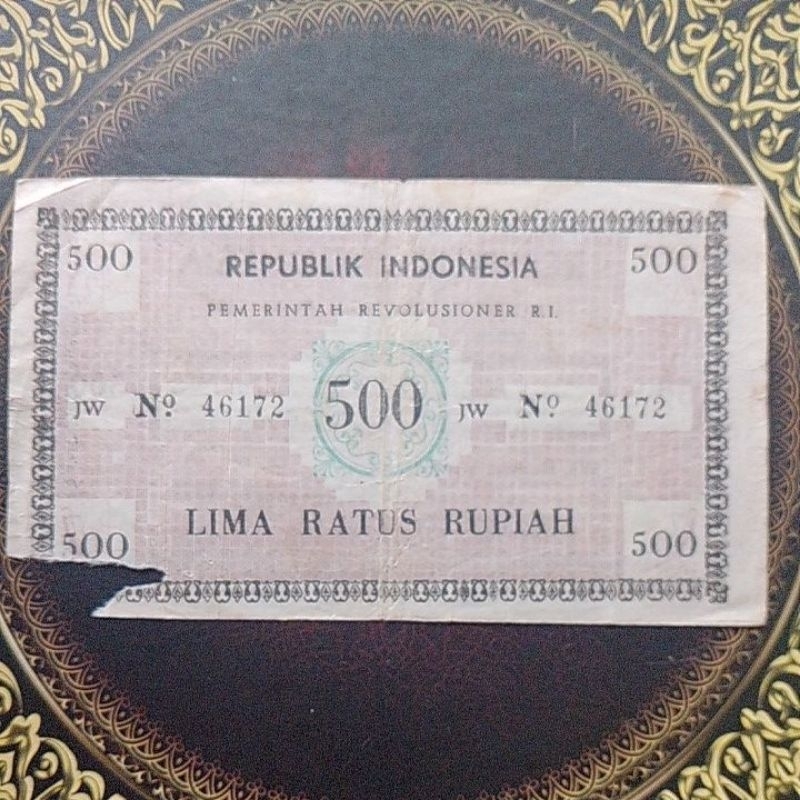 500 REPUBLIK INDONESIA 500
PEMERINTAH REVOLUSIONER R.I.
JW Nº 46172 500 JW Nº 46172
LIMA RATUS RUPIAH
500 500